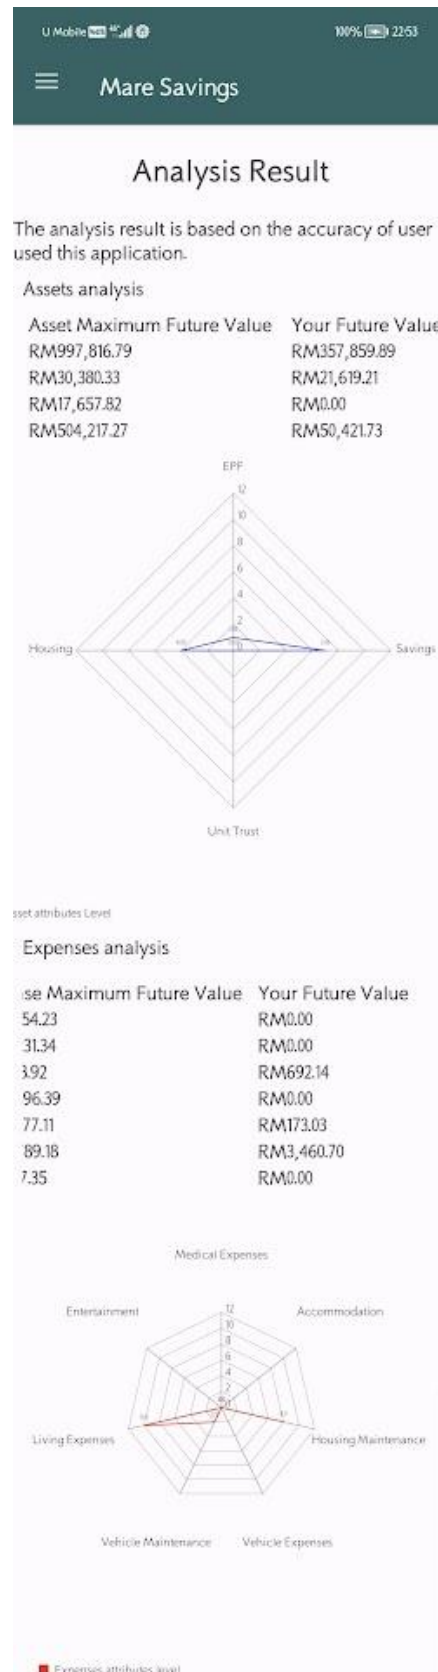 U Mobile 100% 22:53
Mare Savings
Analysis Result
The analysis result is based on the accuracy of user
used this application.
Assets analysis
Asset Maximum Future Value Your Future Value
RM997,816.79 RM357,859.89
RM30,380.33 RM21,619.21
RM17,657.82 RM0.00
RM504,217.27 RM50,421.73
EPF
12
10
8
6
4
2
0
Housing Savings
Unit Trust
sset attributes Level
Expenses analysis
se Maximum Future Value Your Future Value
54.23 RM0.00
31.34 RM0.00
3.92 RM692.14
96.39 RM0.00
77.11 RM173.03
89.18 RM3,460.70
7.35 RM0.00
Medical Expenses
Entertainment Accommodation
12
10
8
6
4
2
Living Expenses Housing Maintenance
Vehicle Maintenance Vehicle Expenses
Expenses attributes level